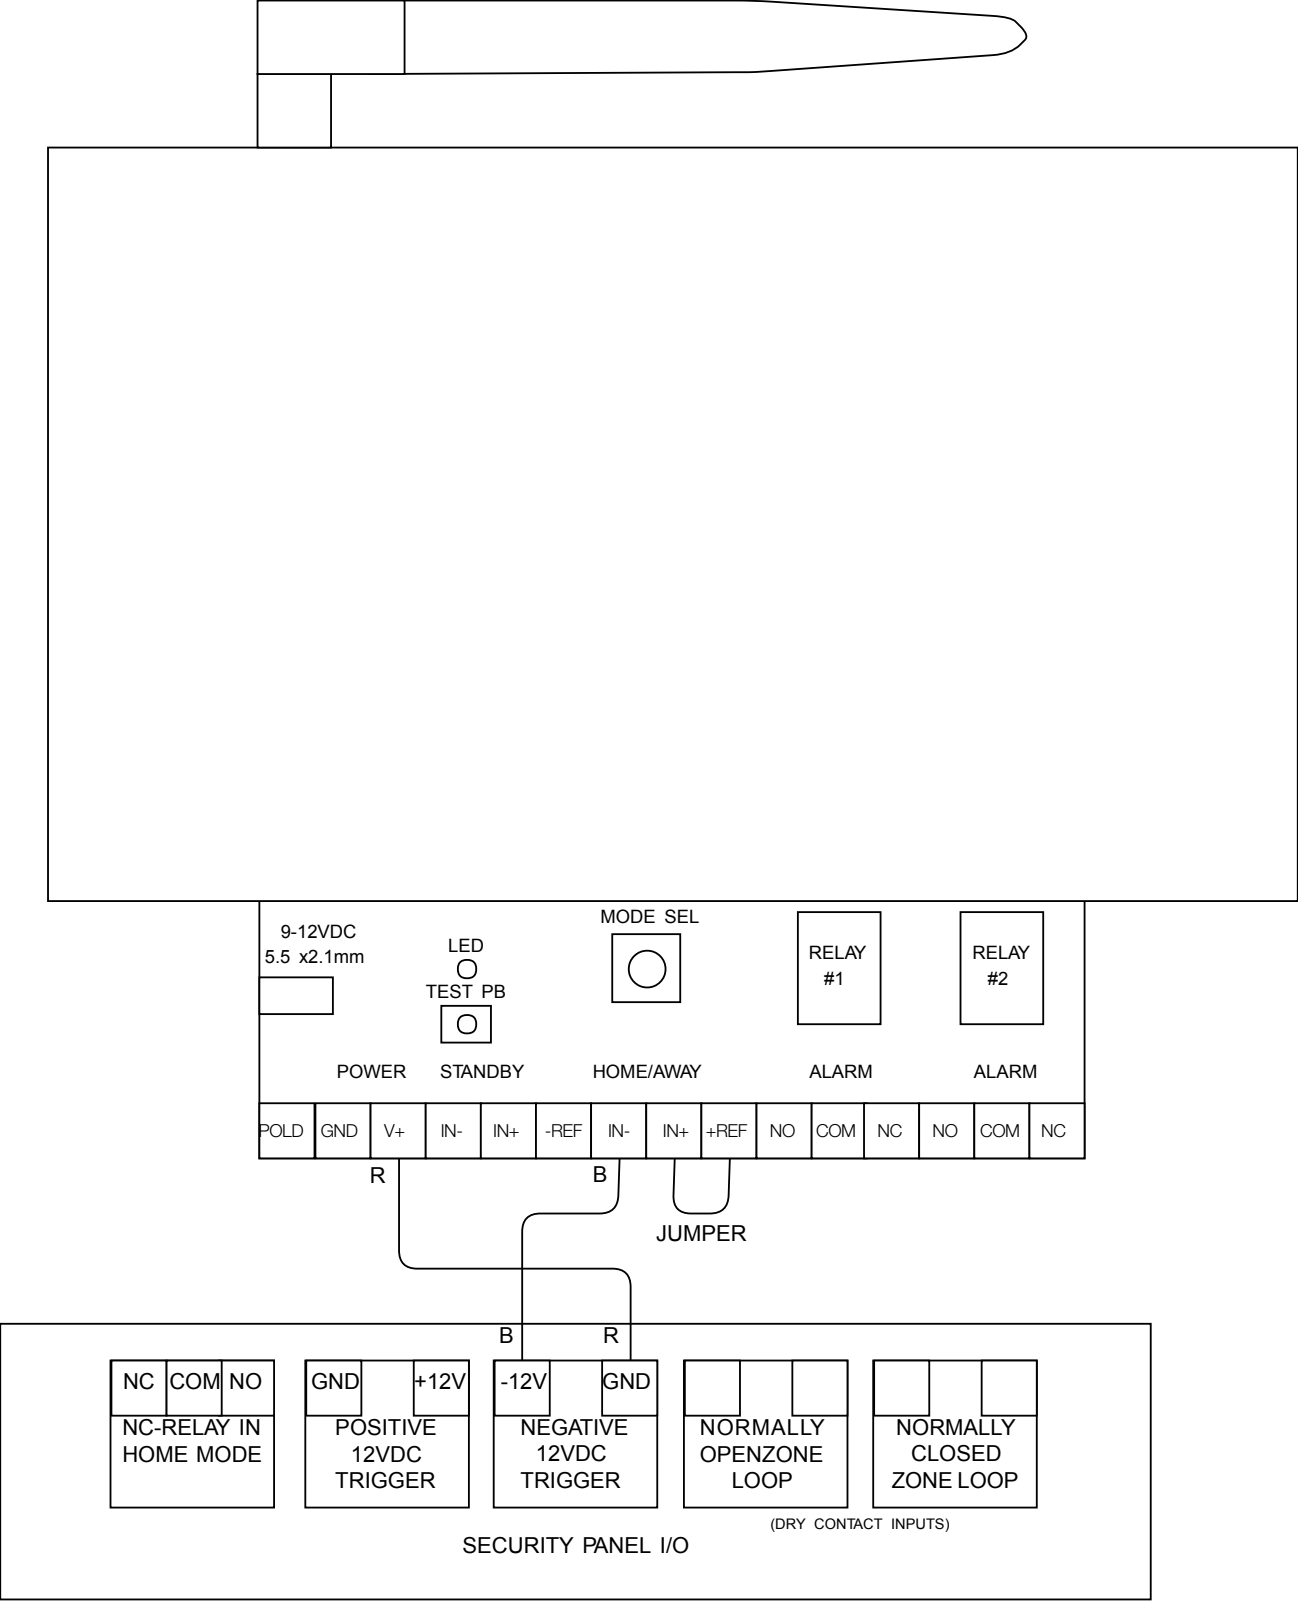 MODE SEL
9-12VDC
5.5 x2.1mm
LED
TEST PB
RELAY
#1
RELAY
#2
POWER STANDBY HOME/AWAY ALARM ALARM
POLD GND V+ IN- IN+ -REF IN- IN+ +REF NO COM NC NO COM NC
R B
JUMPER
B R
NC COM NO
NC-RELAY IN
HOME MODE
GND +12V
POSITIVE
12VDC
TRIGGER
-12V GND
NEGATIVE
12VDC
TRIGGER
NORMALLY
OPENZONE
LOOP
NORMALLY
CLOSED
ZONE LOOP
(DRY CONTACT INPUTS)
SECURITY PANEL I/O